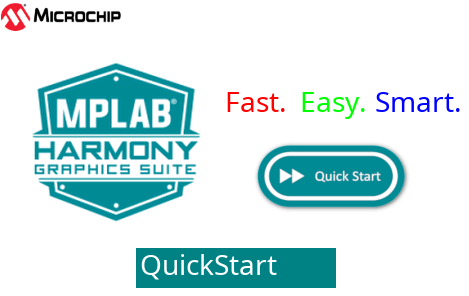 MICROCHIP
MPLAB®
HARMONY
GRAPHICS SUITE
Fast. Easy. Smart.
Quick Start
QuickStart